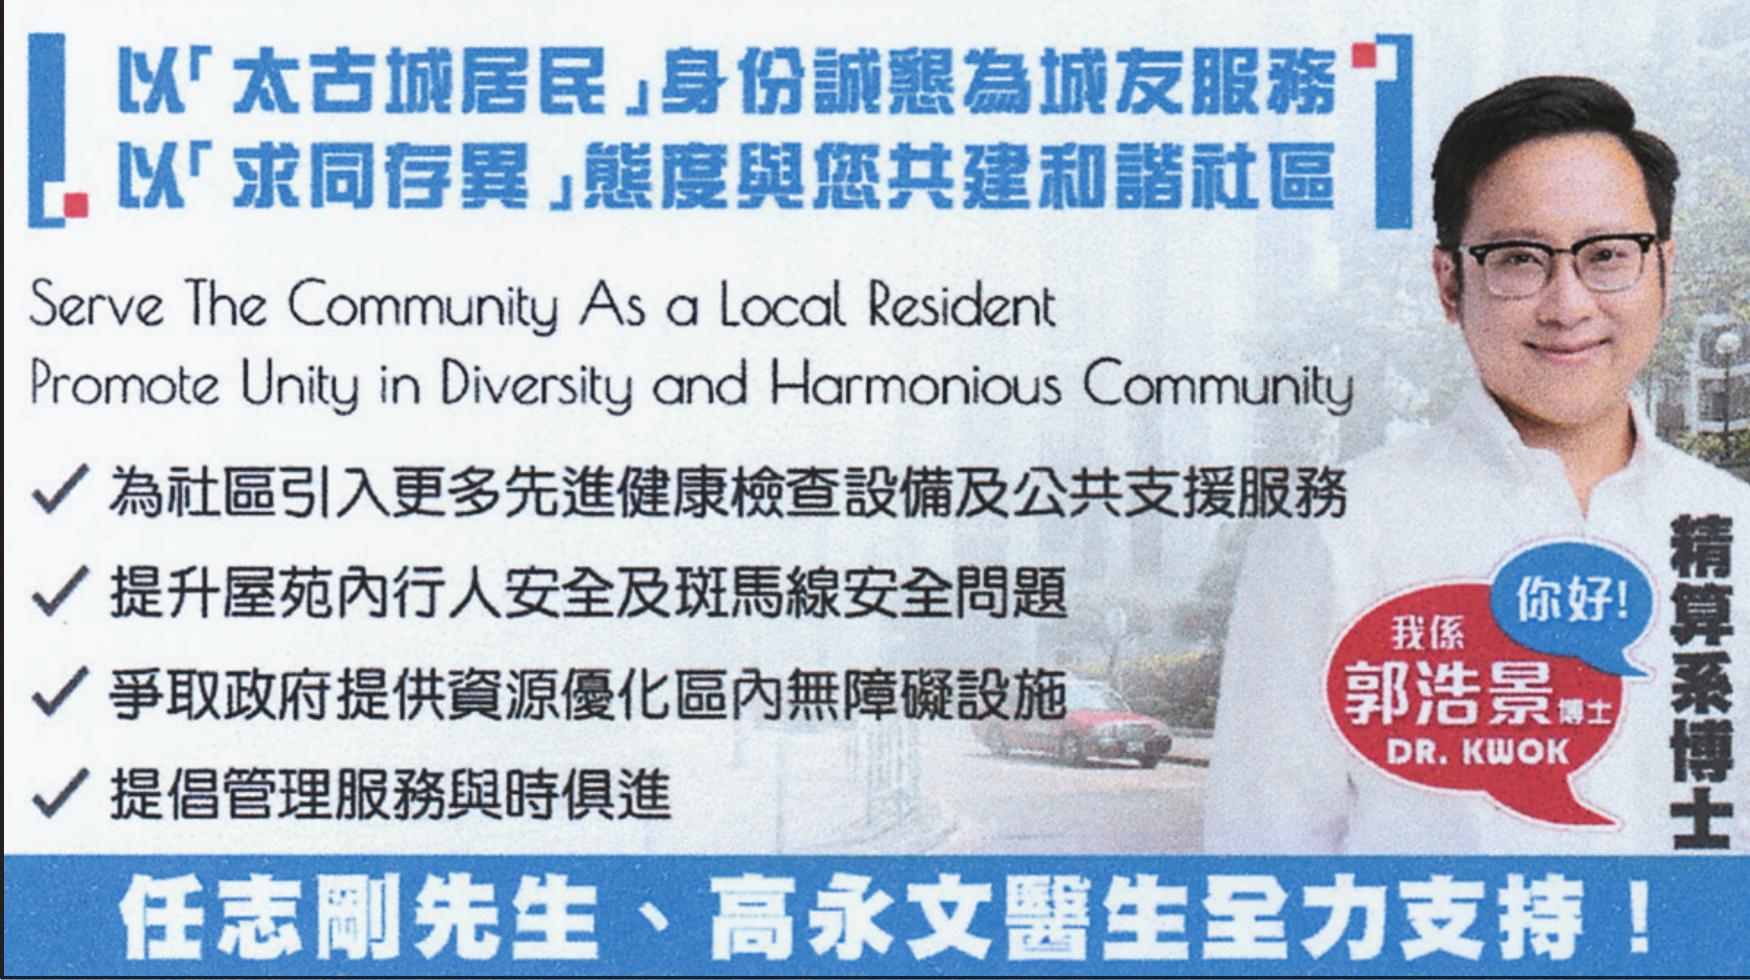 以「太古城居民」身份誠懇為城友服務
以「求同存異」態度與您共建和諧社區
Serve The Community As a Local Resident
Promote Unity in Diversity and Harmonious Community
為社區引入更多先進健康檢查設備及公共支援服務
提升屋苑內行人安全及斑馬線安全問題
爭取政府提供資源優化區內無障礙設施
提倡管理服務與時俱進
你好!
我係
郭浩景博士
DR. KWOK
精算系博士
任志剛先生、高永文醫生全力支持！